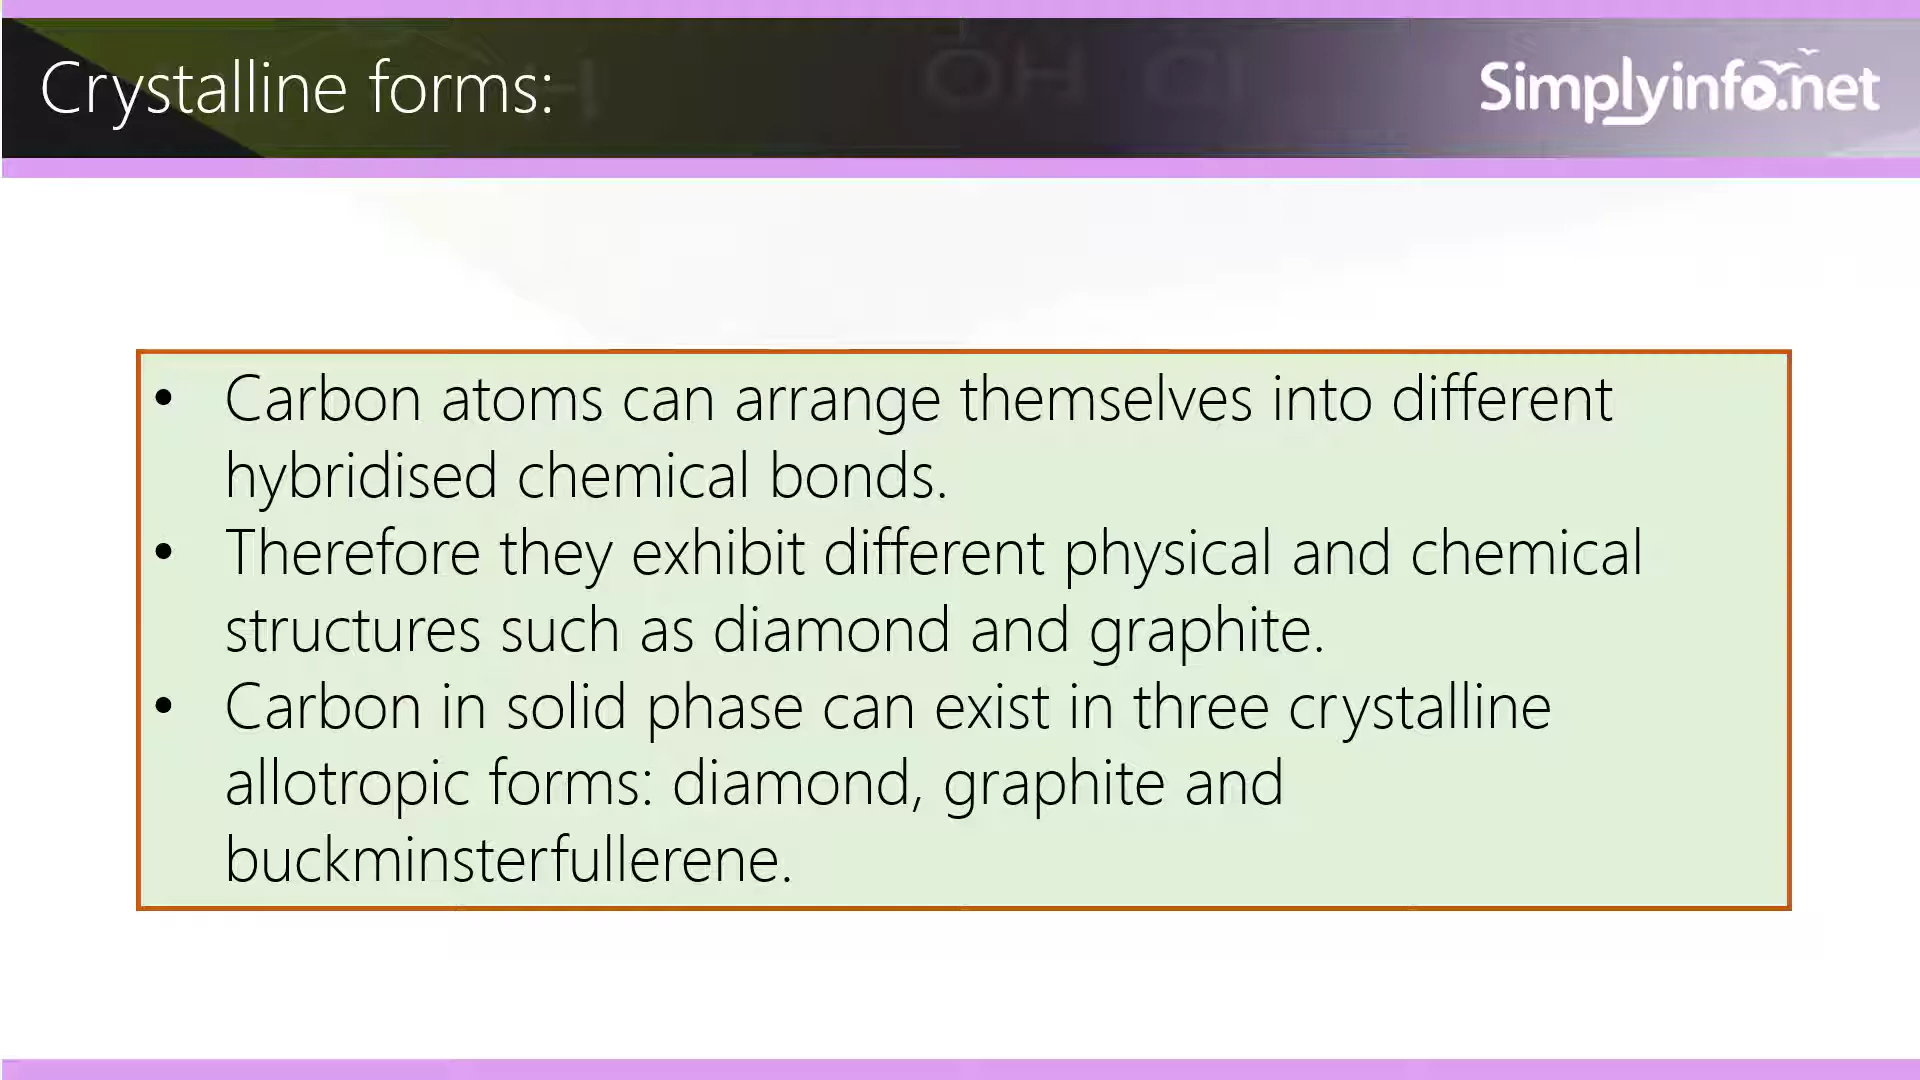 Crystalline forms:
Simplyinfo.net
• Carbon atoms can arrange themselves into different
hybridised chemical bonds.
• Therefore they exhibit different physical and chemical
structures such as diamond and graphite.
• Carbon in solid phase can exist in three crystalline
allotropic forms: diamond, graphite and
buckminsterfullerene.